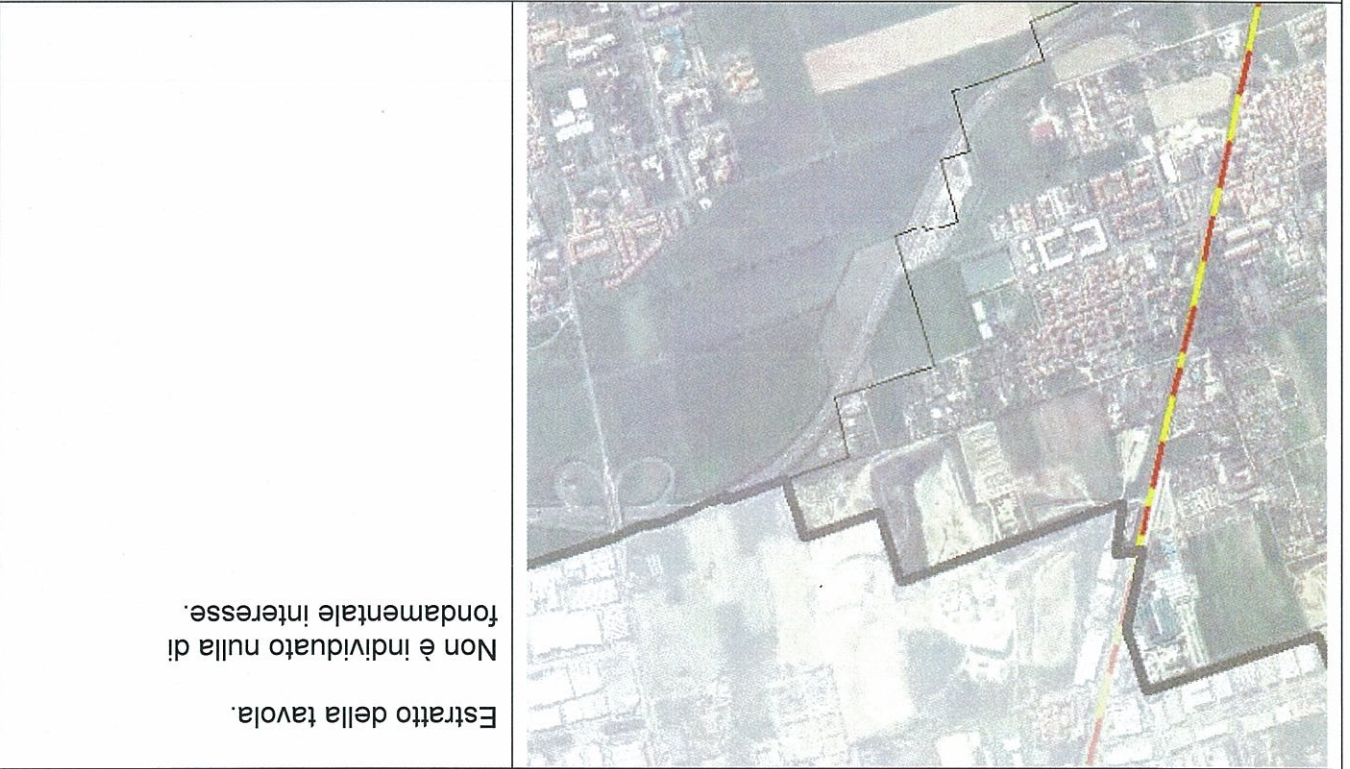 Estratto della tavola.
Non è individuato nulla di
fondamentale interesse.